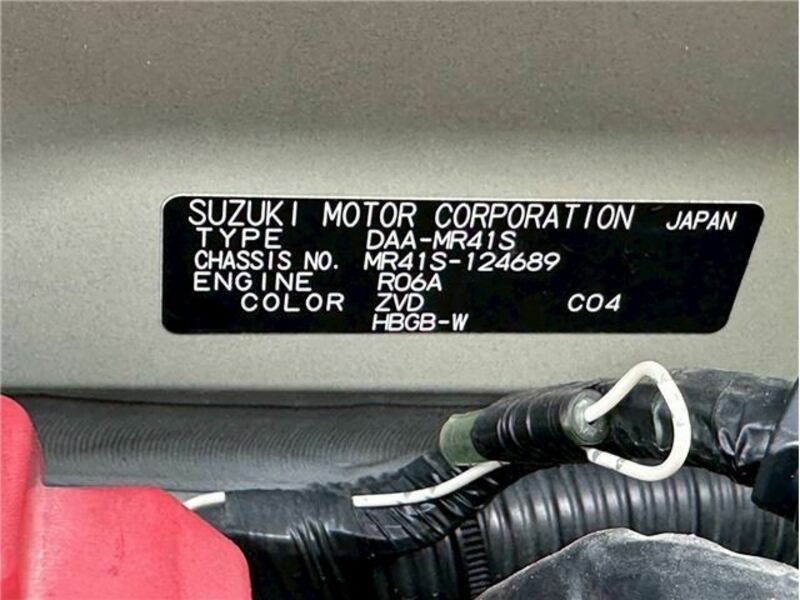 SUZUKI MOTOR CORPORATION JAPAN
TYPE DAA-MR41S
CHASSIS NO. MR41S-124689
ENGINE R06A
COLOR ZVD C04
HBGB-W